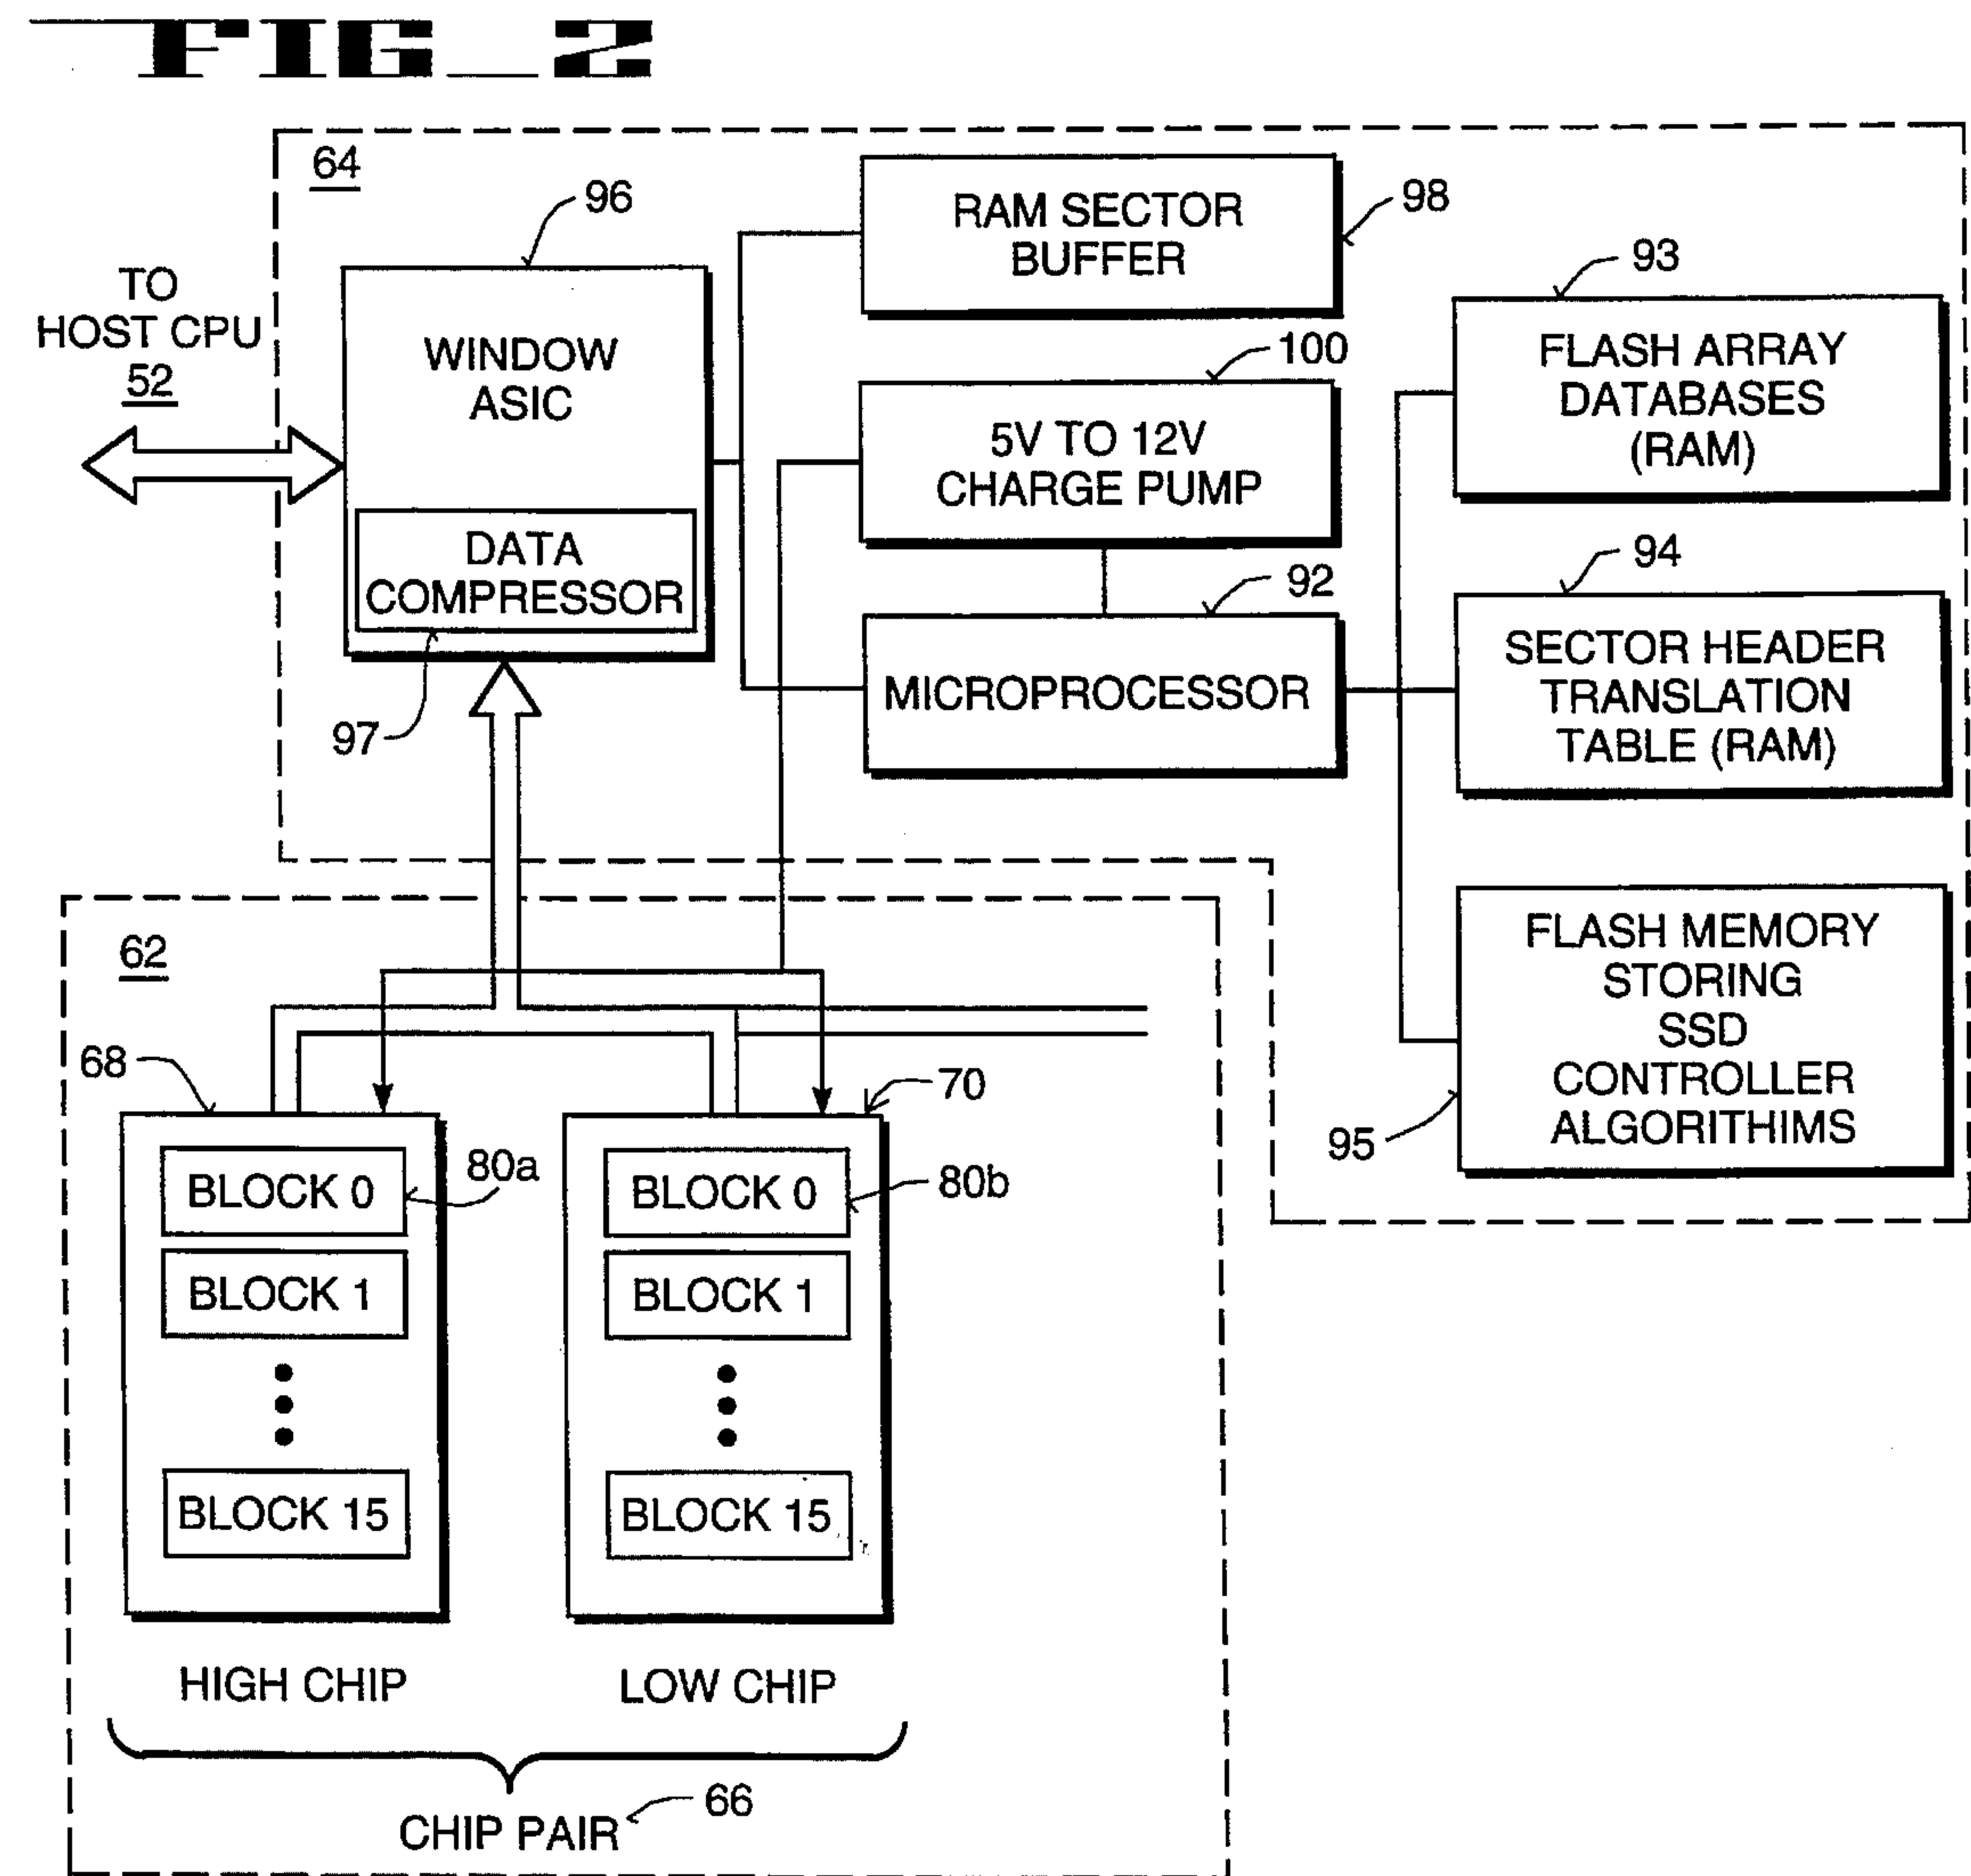 FIG_2
64
96
RAM SECTOR
BUFFER
98
TO
HOST CPU
52
WINDOW
ASIC
DATA
COMPRESSOR
97
100
5V TO 12V
CHARGE PUMP
92
MICROPROCESSOR
93
FLASH ARRAY
DATABASES
(RAM)
94
SECTOR HEADER
TRANSLATION
TABLE (RAM)
FLASH MEMORY
STORING
SSD
CONTROLLER
ALGORITHIMS
95
62
68
70
BLOCK 0
80a
BLOCK 1
BLOCK 15
BLOCK 0
80b
BLOCK 1
BLOCK 15
HIGH CHIP
LOW CHIP
CHIP PAIR
66